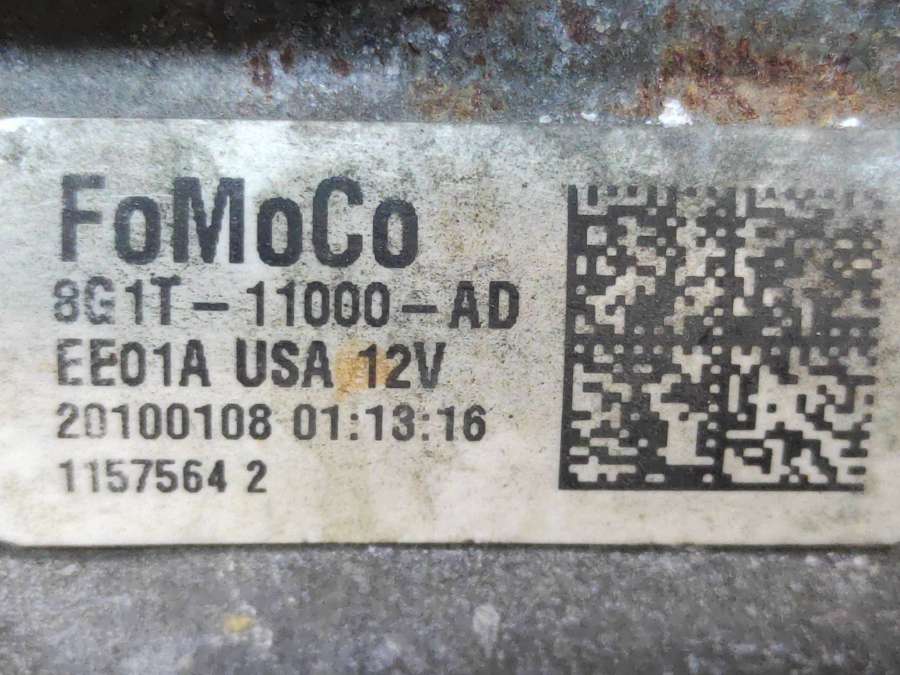 FoMoCo
8G1T-11000-AD
EE01A USA 12V
20100108 01:13:16
1157564 2